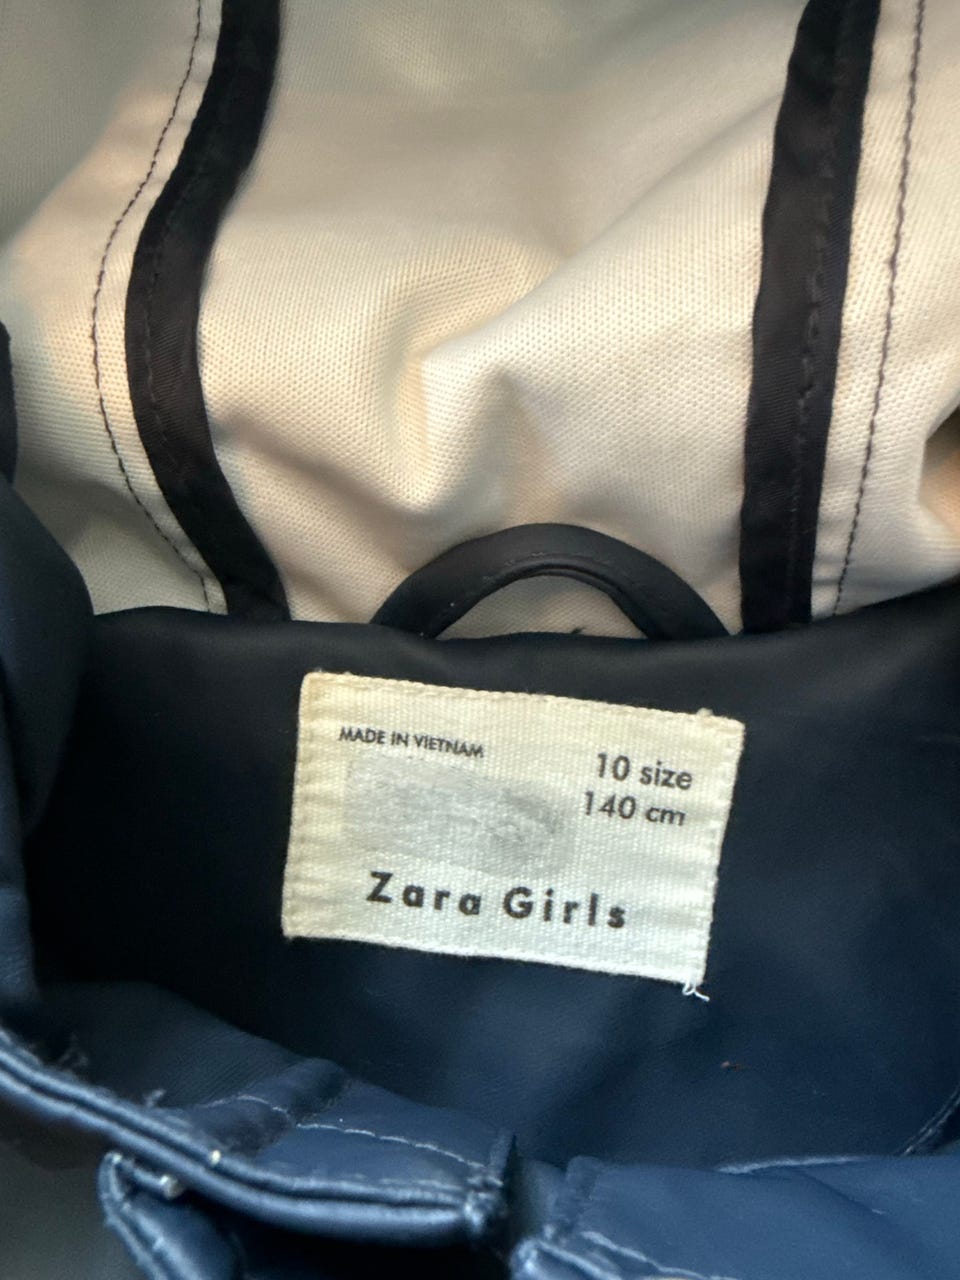 MADE IN VIETNAM
10 size
140 cm
Zara Girls